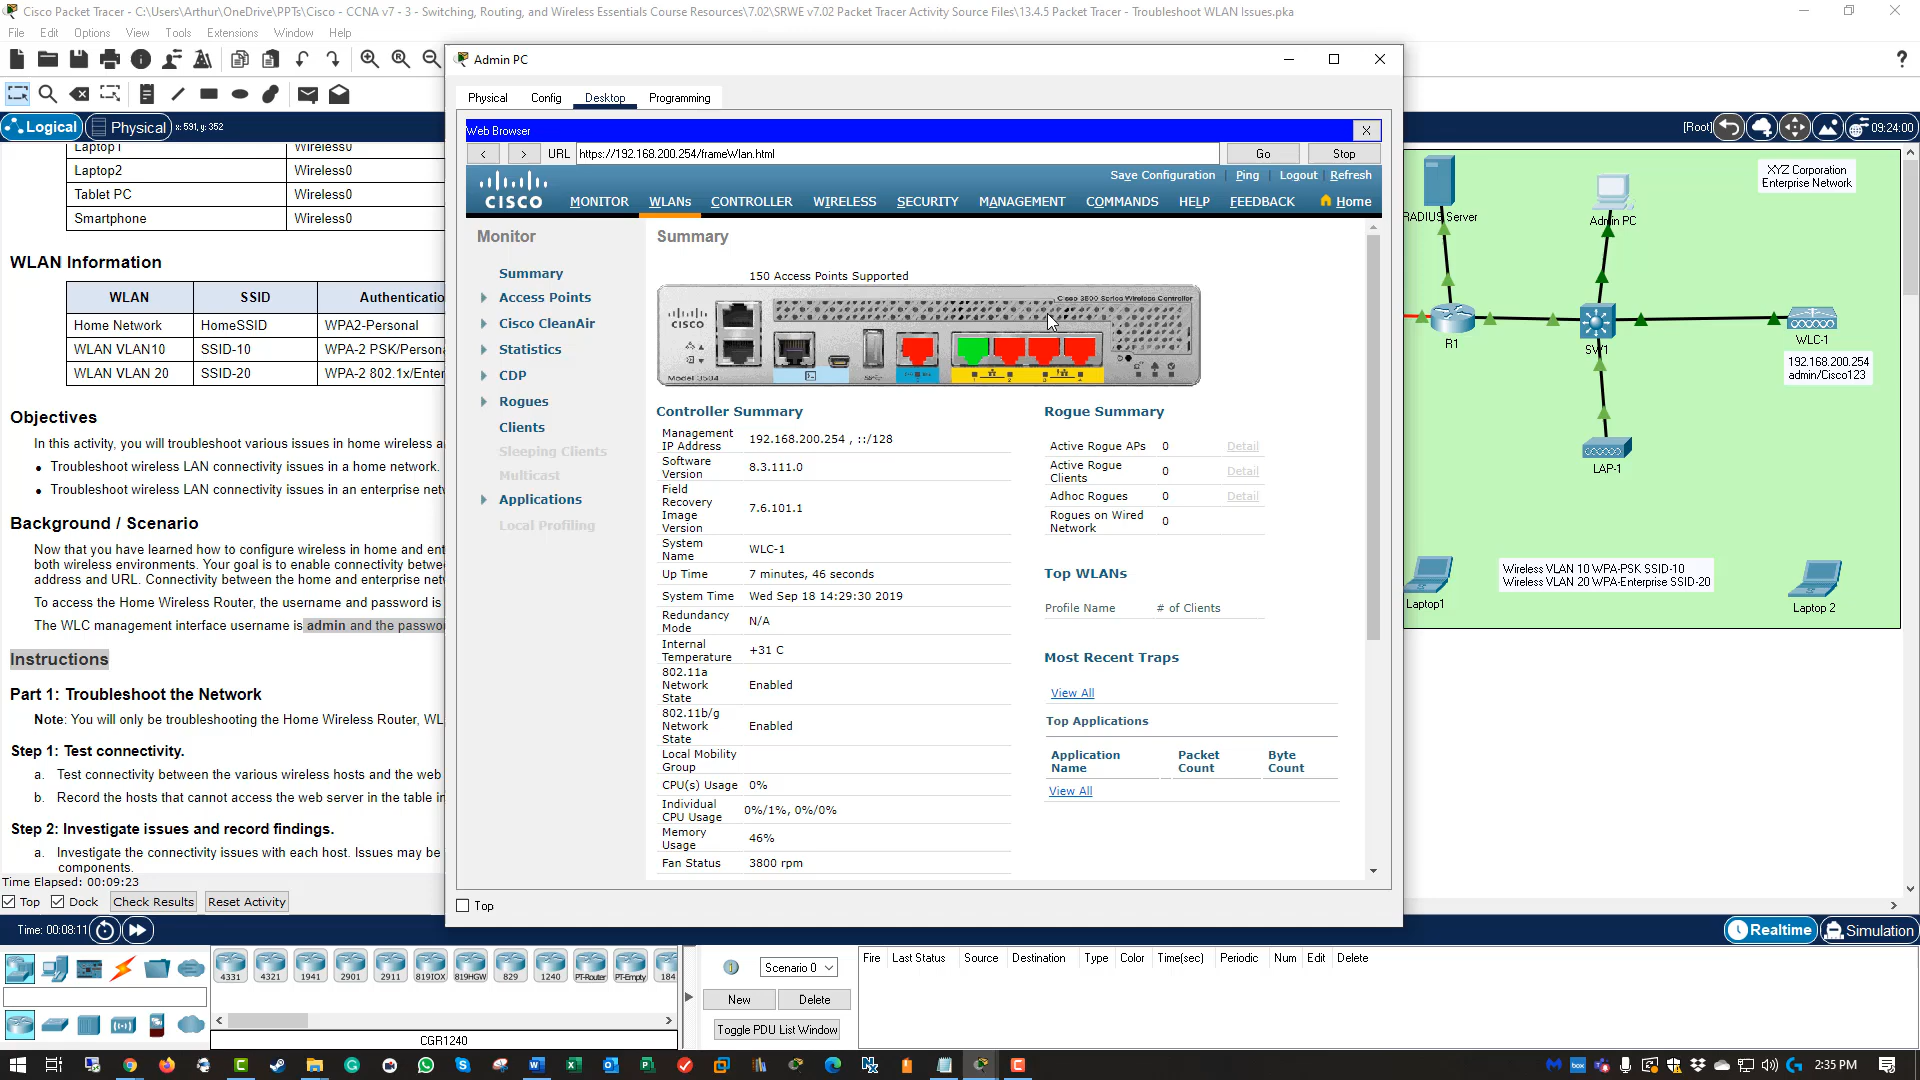 Cisco Packet Tracer - C:\Users\Arthur\OneDrive\PPTs\Cisco - CCNA v7 - 3 - Switching, Routing, and Wireless Essentials Course Resources\7.02\SRWE v7.02 Packet Tracer Activity Source Files\13.4.5 Packet Tracer - Troubleshoot WLAN Issues.pka
File Edit Options View Tools Extensions Window Help
Logical Physical x: 591, y: 352
[Root] 09:24:00
Laptop1 Wireless0
Laptop2 Wireless0
Tablet PC Wireless0
Smartphone Wireless0
WLAN Information
WLAN SSID Authenticatio
Home Network HomeSSID WPA2-Personal
WLAN VLAN10 SSID-10 WPA-2 PSK/Persona
WLAN VLAN 20 SSID-20 WPA-2 802.1x/Enter
Objectives
In this activity, you will troubleshoot various issues in home wireless a
Troubleshoot wireless LAN connectivity issues in a home network.
Troubleshoot wireless LAN connectivity issues in an enterprise netw
Background / Scenario
Now that you have learned how to configure wireless in home and ent
both wireless environments. Your goal is to enable connectivity betwee
address and URL. Connectivity between the home and enterprise netw
To access the Home Wireless Router, the username and password is
The WLC management interface username is admin and the passwo
Instructions
Part 1: Troubleshoot the Network
Note: You will only be troubleshooting the Home Wireless Router, WL
Step 1: Test connectivity.
a. Test connectivity between the various wireless hosts and the web
b. Record the hosts that cannot access the web server in the table in
Step 2: Investigate issues and record findings.
a. Investigate the connectivity issues with each host. Issues may be
components.
Time Elapsed: 00:09:23
Top Dock Check Results Reset Activity
Admin PC
Physical Config Desktop Programming
Web Browser X
< > URL https://192.168.200.254/frameWlan.html Go Stop
Save Configuration Ping Logout Refresh
CISCO MONITOR WLANs CONTROLLER WIRELESS SECURITY MANAGEMENT COMMANDS HELP FEEDBACK Home
Monitor
Summary
Access Points
Cisco CleanAir
Statistics
CDP
Rogues
Clients
Sleeping Clients
Multicast
Applications
Local Profiling
Summary
150 Access Points Supported
Cisco 3500 Series Wireless Controller
CISCO
Model 3504
Controller Summary
Management IP Address 192.168.200.254 , ::/128
Software Version 8.3.111.0
Field Recovery Image Version 7.6.101.1
System Name WLC-1
Up Time 7 minutes, 46 seconds
System Time Wed Sep 18 14:29:30 2019
Redundancy Mode N/A
Internal Temperature +31 C
802.11a Network State Enabled
802.11b/g Network State Enabled
Local Mobility Group
CPU(s) Usage 0%
Individual CPU Usage 0%/1%, 0%/0%
Memory Usage 46%
Fan Status 3800 rpm
Rogue Summary
Active Rogue APs 0 Detail
Active Rogue Clients 0 Detail
Adhoc Rogues 0 Detail
Rogues on Wired Network 0
Top WLANs
Profile Name # of Clients
Most Recent Traps
View All
Top Applications
Application Name Packet Count Byte Count
View All
Top
XYZ Corporation
Enterprise Network
RADIUS Server
Admin PC
R1
SW1
WLC-1
192.168.200.254
admin/Cisco123
LAP-1
Wireless VLAN 10 WPA-PSK SSID-10
Wireless VLAN 20 WPA-Enterprise SSID-20
Laptop1
Laptop 2
Time: 00:08:11
Realtime Simulation
4331 4321 1941 2901 2911 819IOX 819HGW 829 1240 PT-Router PT-Empty 184
CGR1240
Scenario 0
New Delete
Toggle PDU List Window
Fire Last Status Source Destination Type Color Time(sec) Periodic Num Edit Delete
2:35 PM